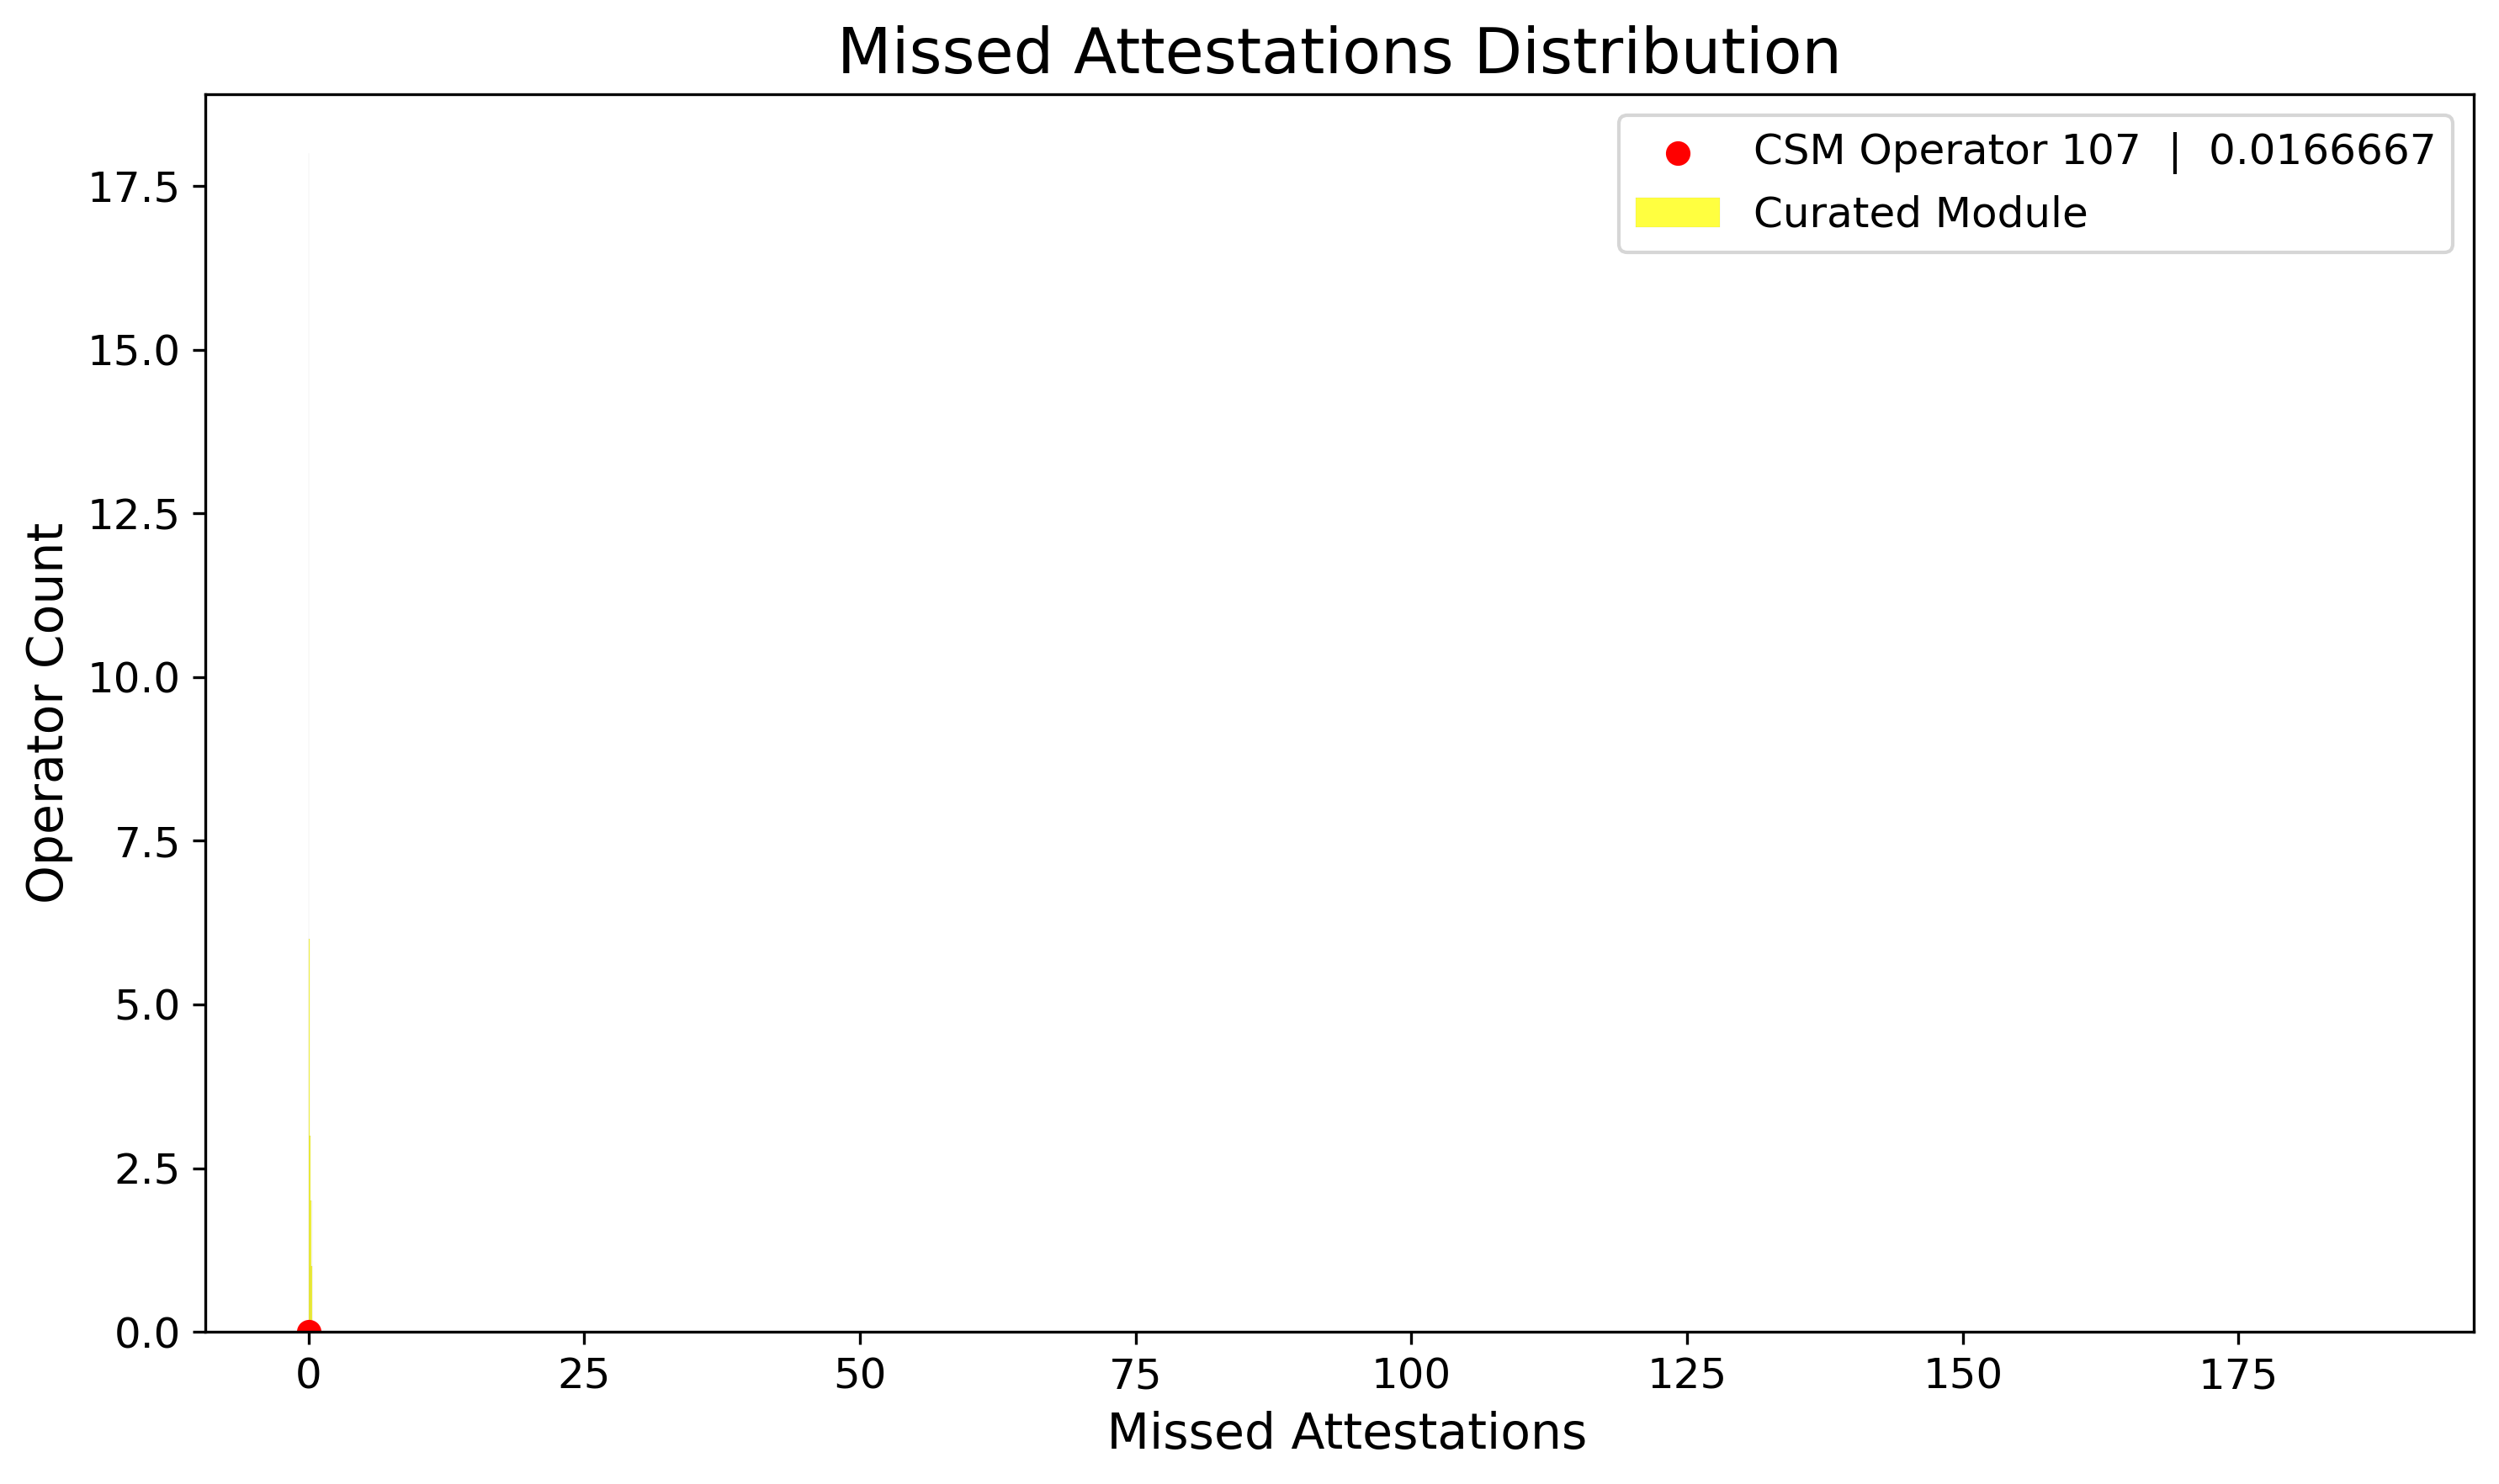 Missed Attestations Distribution
CSM Operator 107 | 0.0166667
Curated Module
Operator Count
17.5
15.0
12.5
10.0
7.5
5.0
2.5
0.0
0 25 50 75 100 125 150 175
Missed Attestations